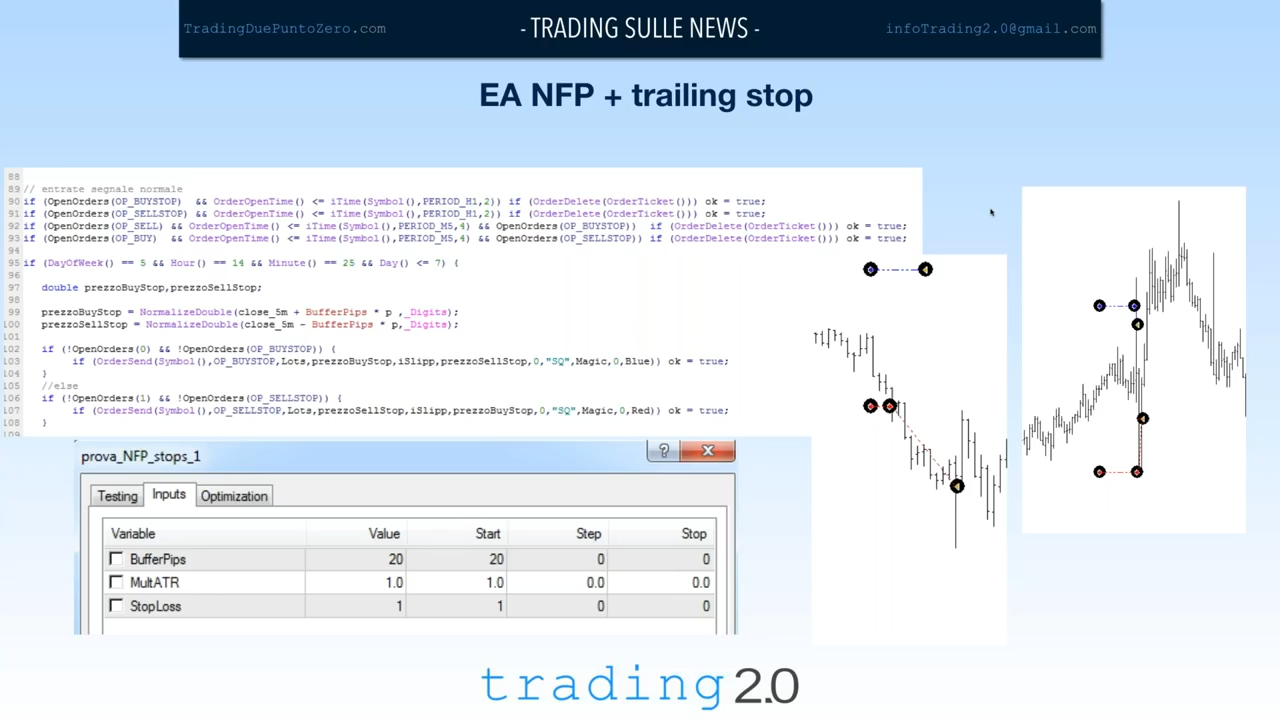 TradingDuePuntoZero.com
- TRADING SULLE NEWS -
infoTrading2.0@gmail.com
EA NFP + trailing stop
88
89 // entrate segnale normale
90 if (OpenOrders(OP_BUYSTOP)  && OrderOpenTime() <= iTime(Symbol(),PERIOD_H1,2)) if (OrderDelete(OrderTicket())) ok = true;
91 if (OpenOrders(OP_SELLSTOP) && OrderOpenTime() <= iTime(Symbol(),PERIOD_H1,2)) if (OrderDelete(OrderTicket())) ok = true;
92 if (OpenOrders(OP_SELL) && OrderOpenTime() <= iTime(Symbol(),PERIOD_M5,4) && OpenOrders(OP_BUYSTOP))  if (OrderDelete(OrderTicket())) ok = true;
93 if (OpenOrders(OP_BUY)  && OrderOpenTime() <= iTime(Symbol(),PERIOD_M5,4) && OpenOrders(OP_SELLSTOP)) if (OrderDelete(OrderTicket())) ok = true;
94
95 if (DayOfWeek() == 5 && Hour() == 14 && Minute() == 25 && Day() <= 7) {
96
97 double prezzoBuyStop,prezzoSellStop;
98
99 prezzoBuyStop = NormalizeDouble(close_5m + BufferPips * p ,_Digits);
100 prezzoSellStop = NormalizeDouble(close_5m - BufferPips * p,_Digits);
101
102 if (!OpenOrders(0) && !OpenOrders(OP_BUYSTOP)) {
103 if (OrderSend(Symbol(),OP_BUYSTOP,Lots,prezzoBuyStop,iSlipp,prezzoSellStop,0,"SQ",Magic,0,Blue)) ok = true;
104 }
105 //else
106 if (!OpenOrders(1) && !OpenOrders(OP_SELLSTOP)) {
107 if (OrderSend(Symbol(),OP_SELLSTOP,Lots,prezzoSellStop,iSlipp,prezzoBuyStop,0,"SQ",Magic,0,Red)) ok = true;
108 }
109
prova_NFP_stops_1
Testing Inputs Optimization
Variable Value Start Step Stop
BufferPips 20 20 0 0
MultATR 1.0 1.0 0.0 0.0
StopLoss 1 1 0 0
trading 2.0